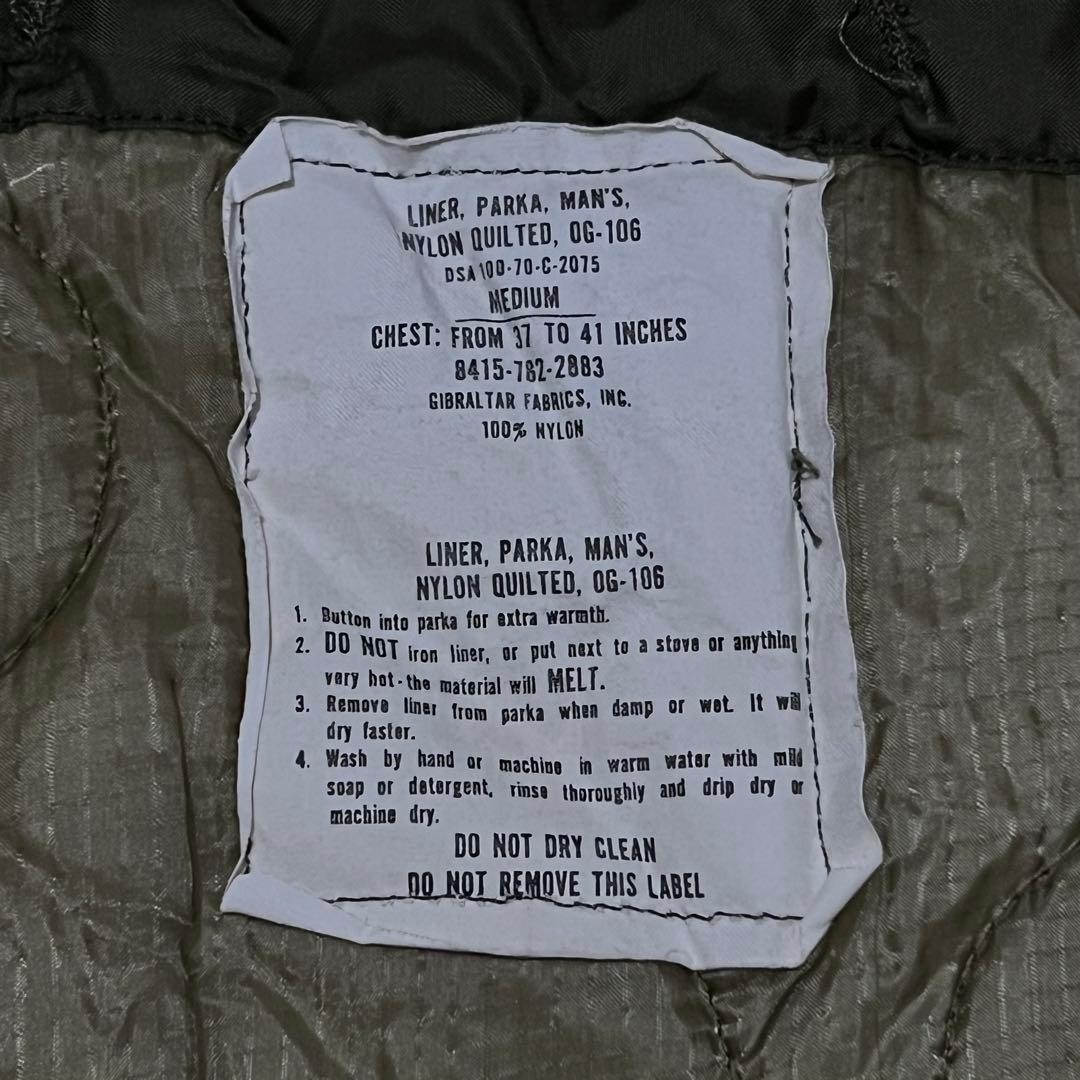 LINER, PARKA, MAN'S,
NYLON QUILTED, OG-106
DSA 100-70-C-2075
MEDIUM
CHEST: FROM 37 TO 41 INCHES
8415-782-2883
GIBRALTAR FABRICS, INC.
100% NYLON
LINER, PARKA, MAN'S,
NYLON QUILTED, OG-106
1. Button into parka for extra warmth.
2. DO NOT iron liner, or put next to a stove or anything
very hot-the material will MELT.
3. Remove liner from parka when damp or wet. It will
dry faster.
4. Wash by hand or machine in warm water with mild
soap or detergent, rinse thoroughly and drip dry or
machine dry.
DO NOT DRY CLEAN
DO NOT REMOVE THIS LABEL